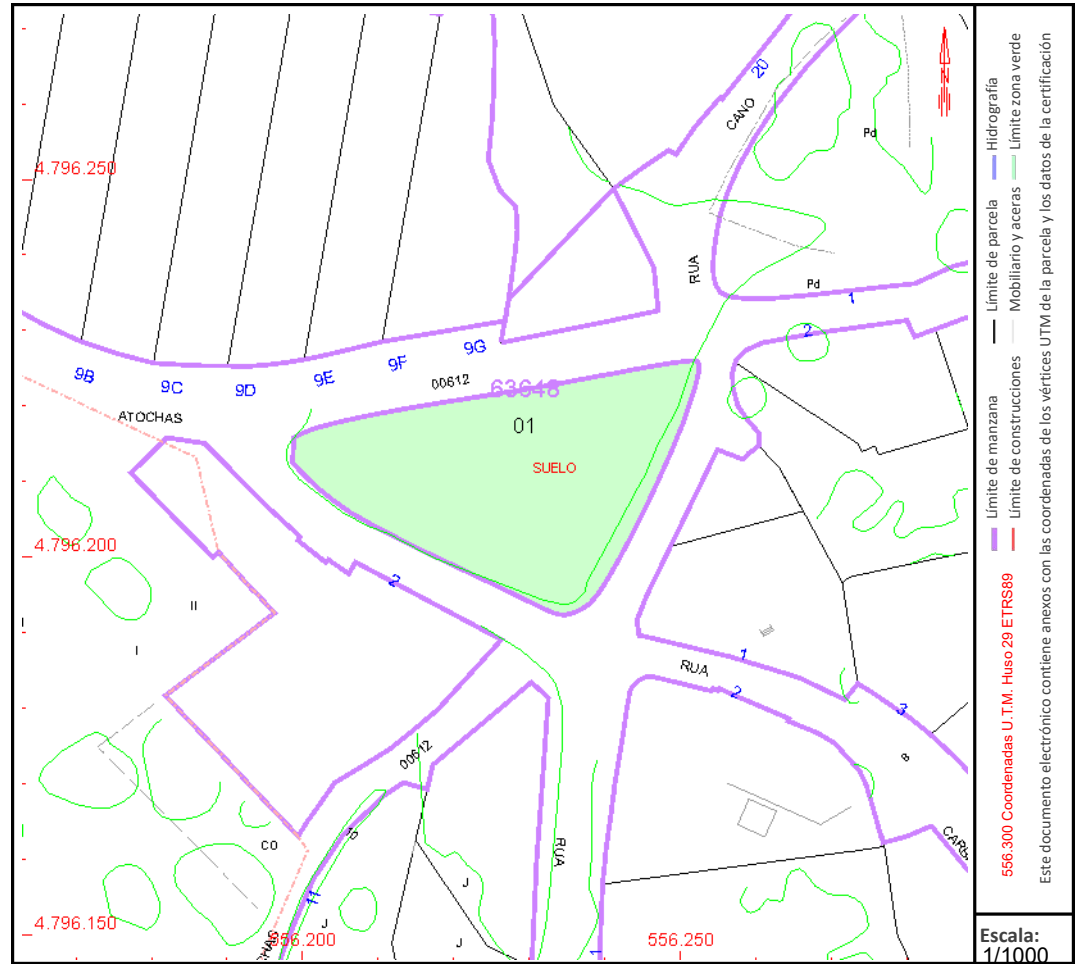 20
CANO
Pd
4.796.250
RUA
Pd
1
2
9G
9F
9E
9D
9C
9B
00612
63648
ATOCHAS
01
SUELO
4.796.200
2
II
I
RUA
1
2
3
8
00612
RUA
CARB
10
CO
11
J
J
J
4.796.150
HAS
556.200
556.250
1
Límite de manzana
Límite de parcela
Hidrografía
556.300 Coordenadas U.T.M. Huso 29 ETRS89
Límite de construcciones
Mobiliario y aceras
Límite zona verde
Este documento electrónico contiene anexos con las coordenadas de los vértices UTM de la parcela y los datos de la certificación
Escala:
1/1000